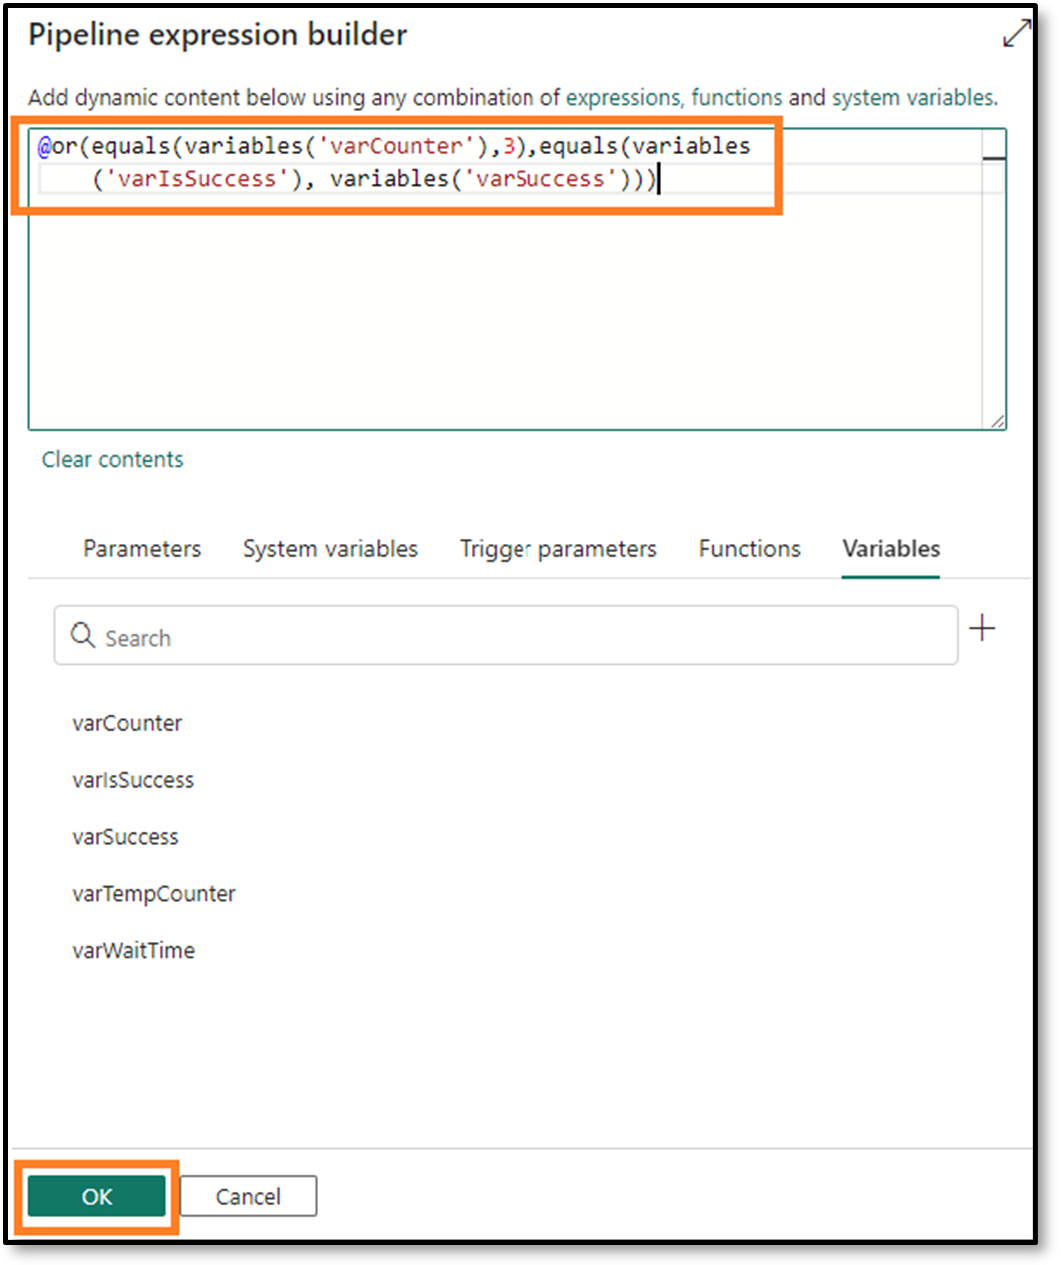 Pipeline expression builder
Add dynamic content below using any combination of expressions, functions and system variables.
@or(equals(variables('varCounter'),3),equals(variables
('varIsSuccess'), variables('varSuccess')))
Clear contents
Parameters System variables Trigger parameters Functions Variables
Search
varCounter
varIsSuccess
varSuccess
varTempCounter
varWaitTime
OK Cancel